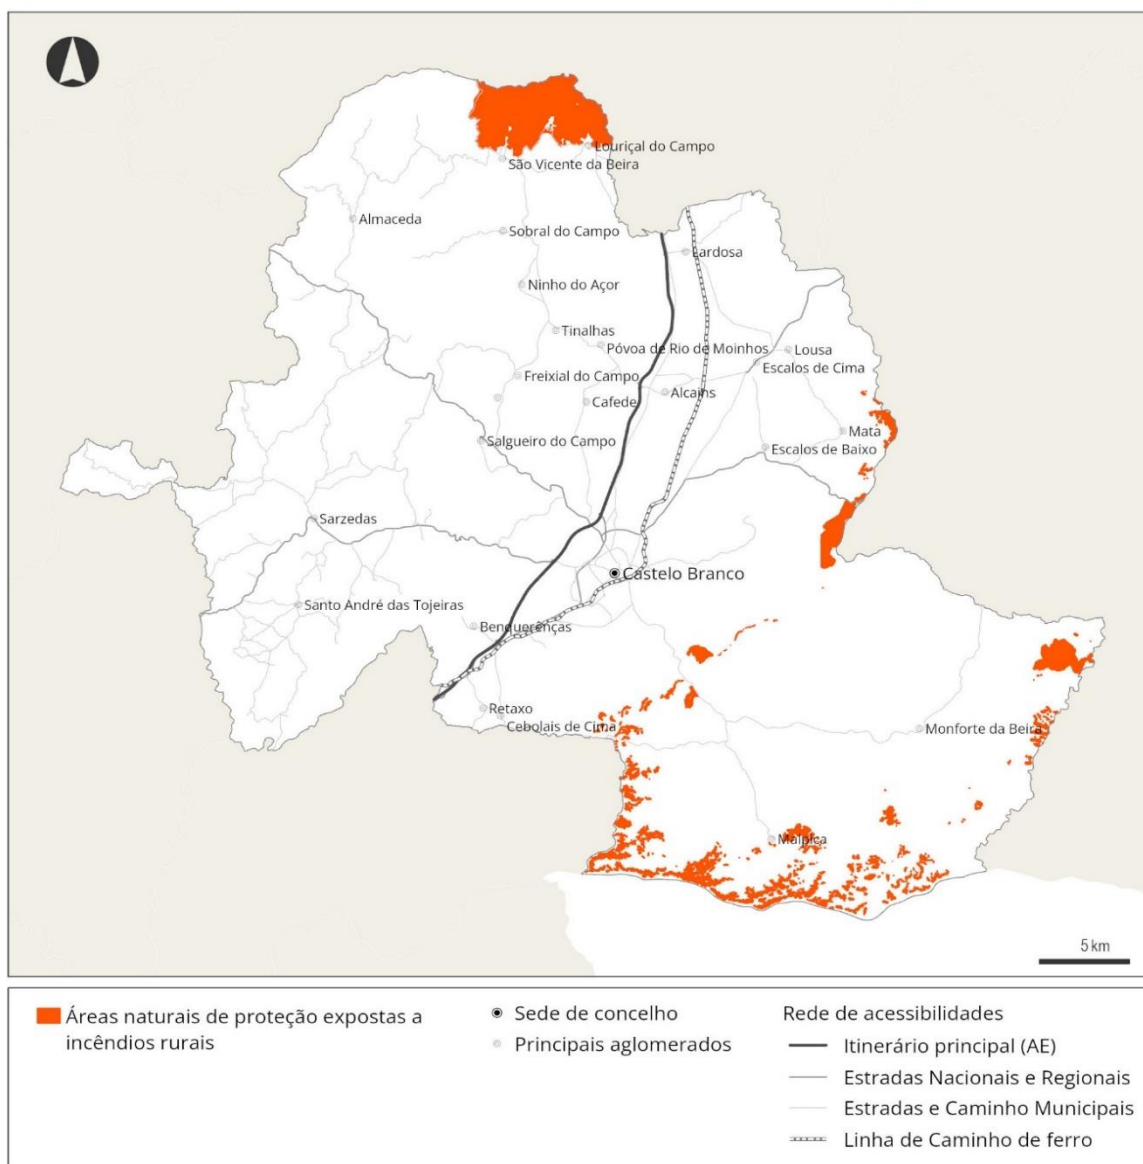 Louriçal do Campo
São Vicente da Beira
Almaceda
Sobral do Campo
Lardosa
Ninho do Açor
Tinalhas
Póvoa de Rio de Moinhos
Lousa
Escalos de Cima
Freixial do Campo
Alcains
Cafede
Mata
Salgueiro do Campo
Escalos de Baixo
Sarzedas
Castelo Branco
Santo André das Tojeiras
Benquerenças
Retaxo
Cebolais de Cima
Monforte da Beira
Malpica
5 km
Áreas naturais de proteção expostas a
incêndios rurais
Sede de concelho
Principais aglomerados
Rede de acessibilidades
Itinerário principal (AE)
Estradas Nacionais e Regionais
Estradas e Caminho Municipais
Linha de Caminho de ferro